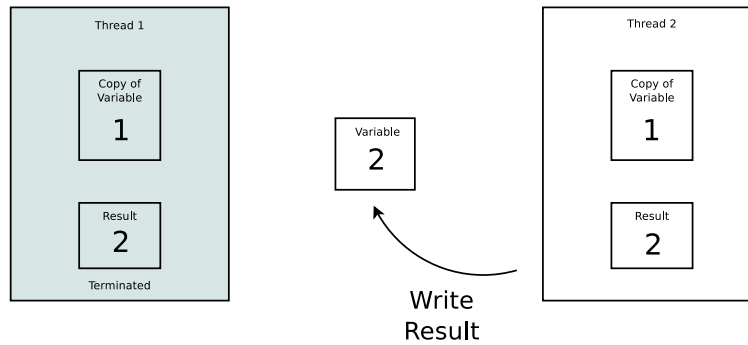 Thread 1
Copy of
Variable
1
Result
2
Terminated
Variable
2
Write
Result
Thread 2
Copy of
Variable
1
Result
2